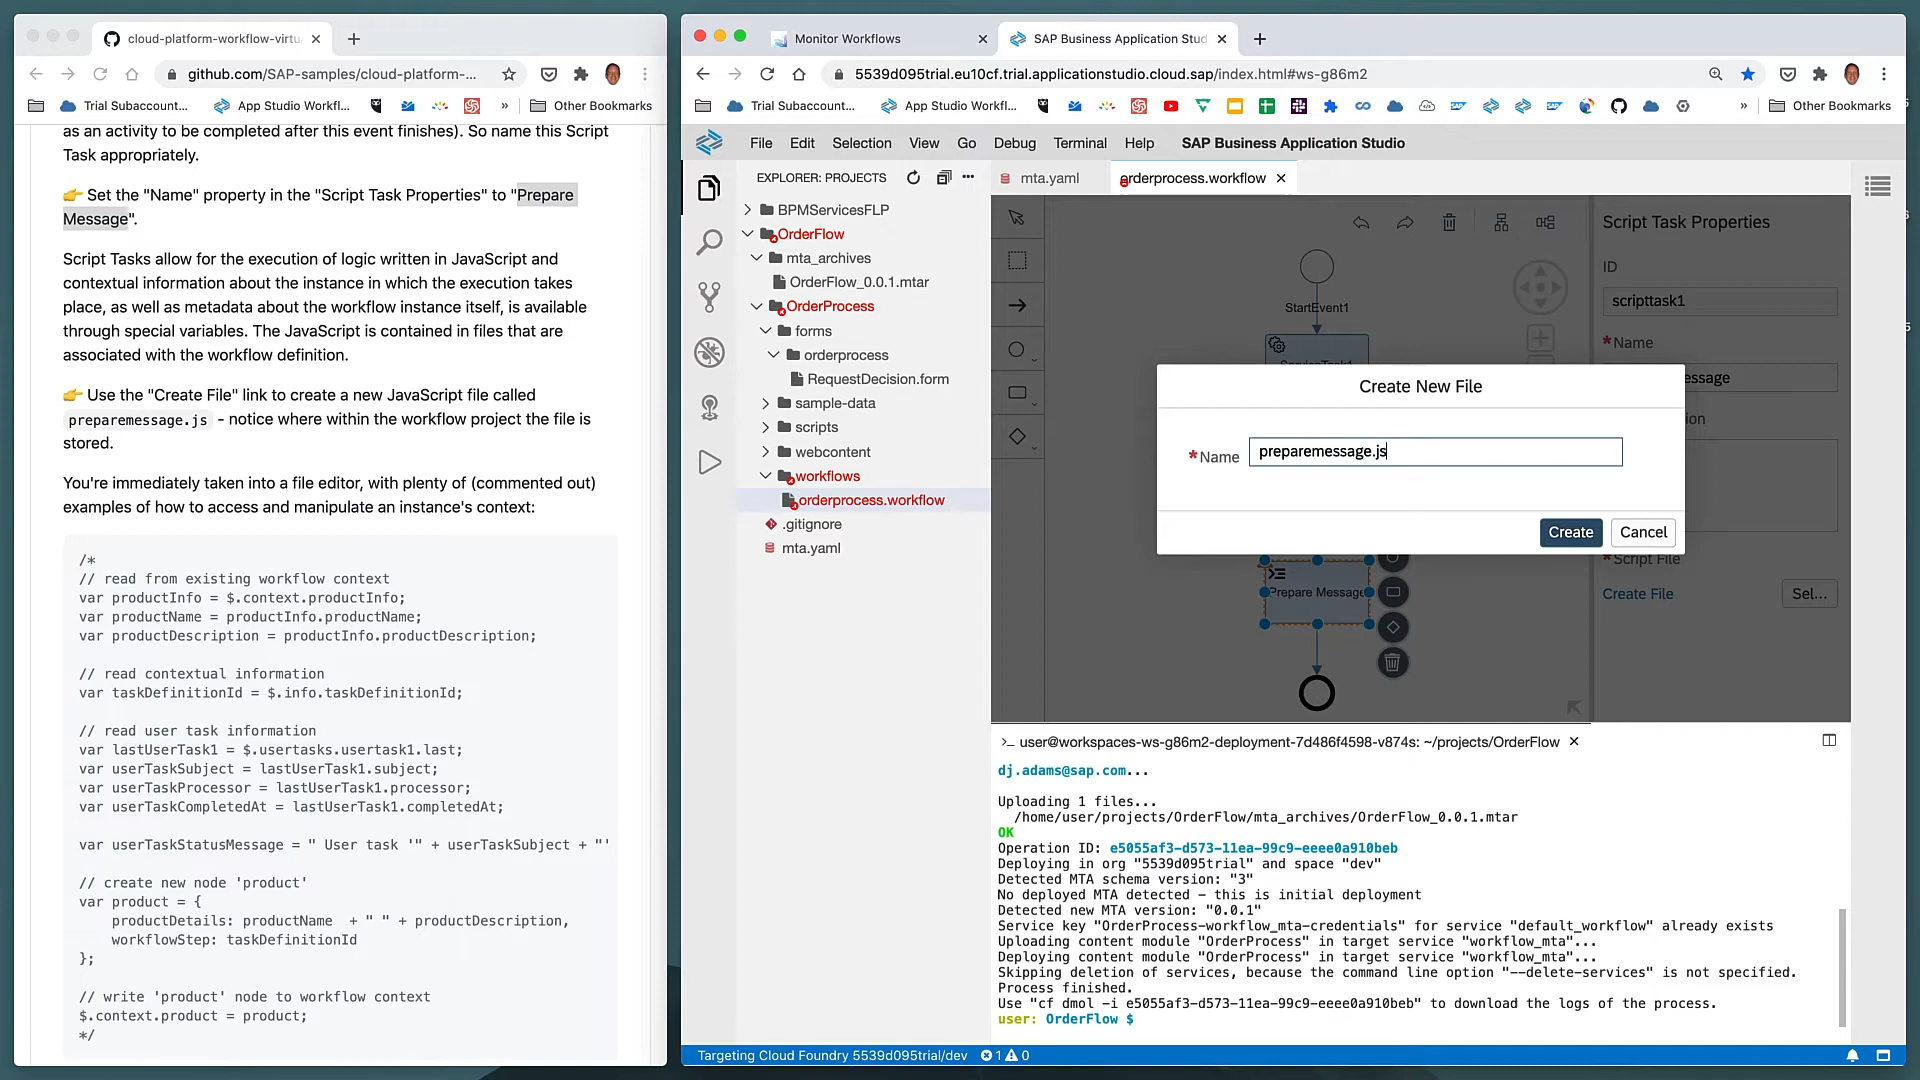 cloud-platform-workflow-virtu
github.com/SAP-samples/cloud-platform-...
Trial Subaccount...
App Studio Workfl...
»
Other Bookmarks
as an activity to be completed after this event finishes). So name this Script
Task appropriately.
👉 Set the "Name" property in the "Script Task Properties" to "Prepare
Message".
Script Tasks allow for the execution of logic written in JavaScript and
contextual information about the instance in which the execution takes
place, as well as metadata about the workflow instance itself, is available
through special variables. The JavaScript is contained in files that are
associated with the workflow definition.
👉 Use the "Create File" link to create a new JavaScript file called
preparemessage.js - notice where within the workflow project the file is
stored.
You're immediately taken into a file editor, with plenty of (commented out)
examples of how to access and manipulate an instance's context:
/*
// read from existing workflow context
var productInfo = $.context.productInfo;
var productName = productInfo.productName;
var productDescription = productInfo.productDescription;
// read contextual information
var taskDefinitionId = $.info.taskDefinitionId;
// read user task information
var lastUserTask1 = $.usertasks.usertask1.last;
var userTaskSubject = lastUserTask1.subject;
var userTaskProcessor = lastUserTask1.processor;
var userTaskCompletedAt = lastUserTask1.completedAt;
var userTaskStatusMessage = " User task '" + userTaskSubject + "'
// create new node 'product'
var product = {
productDetails: productName  + " " + productDescription,
workflowStep: taskDefinitionId
};
// write 'product' node to workflow context
$.context.product = product;
*/
Monitor Workflows
SAP Business Application Stud
5539d095trial.eu10cf.trial.applicationstudio.cloud.sap/index.html#ws-g86m2
Trial Subaccount...
App Studio Workfl...
»
Other Bookmarks
File Edit Selection View Go Debug Terminal Help SAP Business Application Studio
EXPLORER: PROJECTS
BPMServicesFLP
OrderFlow
mta_archives
OrderFlow_0.0.1.mtar
OrderProcess
forms
orderprocess
RequestDecision.form
sample-data
scripts
webcontent
workflows
orderprocess.workflow
.gitignore
mta.yaml
mta.yaml
orderprocess.workflow
StartEvent1
Prepare Message
Script Task Properties
ID
scripttask1
*Name
essage
ion
*Script File
Create File
Sel...
Create New File
*Name
preparemessage.js
Create
Cancel
>_ user@workspaces-ws-g86m2-deployment-7d486f4598-v874s: ~/projects/OrderFlow
dj.adams@sap.com...
Uploading 1 files...
/home/user/projects/OrderFlow/mta_archives/OrderFlow_0.0.1.mtar
OK
Operation ID: e5055af3-d573-11ea-99c9-eeee0a910beb
Deploying in org "5539d095trial" and space "dev"
Detected MTA schema version: "3"
No deployed MTA detected - this is initial deployment
Detected new MTA version: "0.0.1"
Service key "OrderProcess-workflow_mta-credentials" for service "default_workflow" already exists
Uploading content module "OrderProcess" in target service "workflow_mta"...
Deploying content module "OrderProcess" in target service "workflow_mta"...
Skipping deletion of services, because the command line option "--delete-services" is not specified.
Process finished.
Use "cf dmol -i e5055af3-d573-11ea-99c9-eeee0a910beb" to download the logs of the process.
user: OrderFlow $
Targeting Cloud Foundry 5539d095trial/dev
1
0